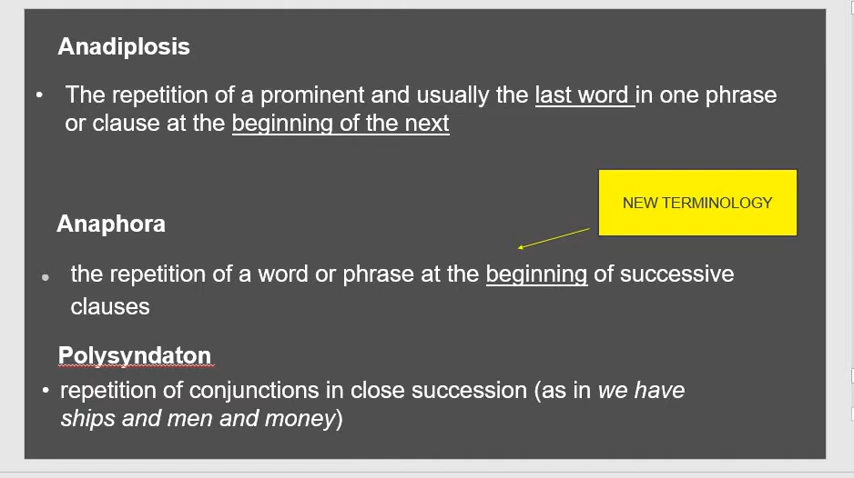 Anadiplosis
• The repetition of a prominent and usually the last word in one phrase
or clause at the beginning of the next
NEW TERMINOLOGY
Anaphora
• the repetition of a word or phrase at the beginning of successive
clauses
Polysyndaton
• repetition of conjunctions in close succession (as in we have
ships and men and money)